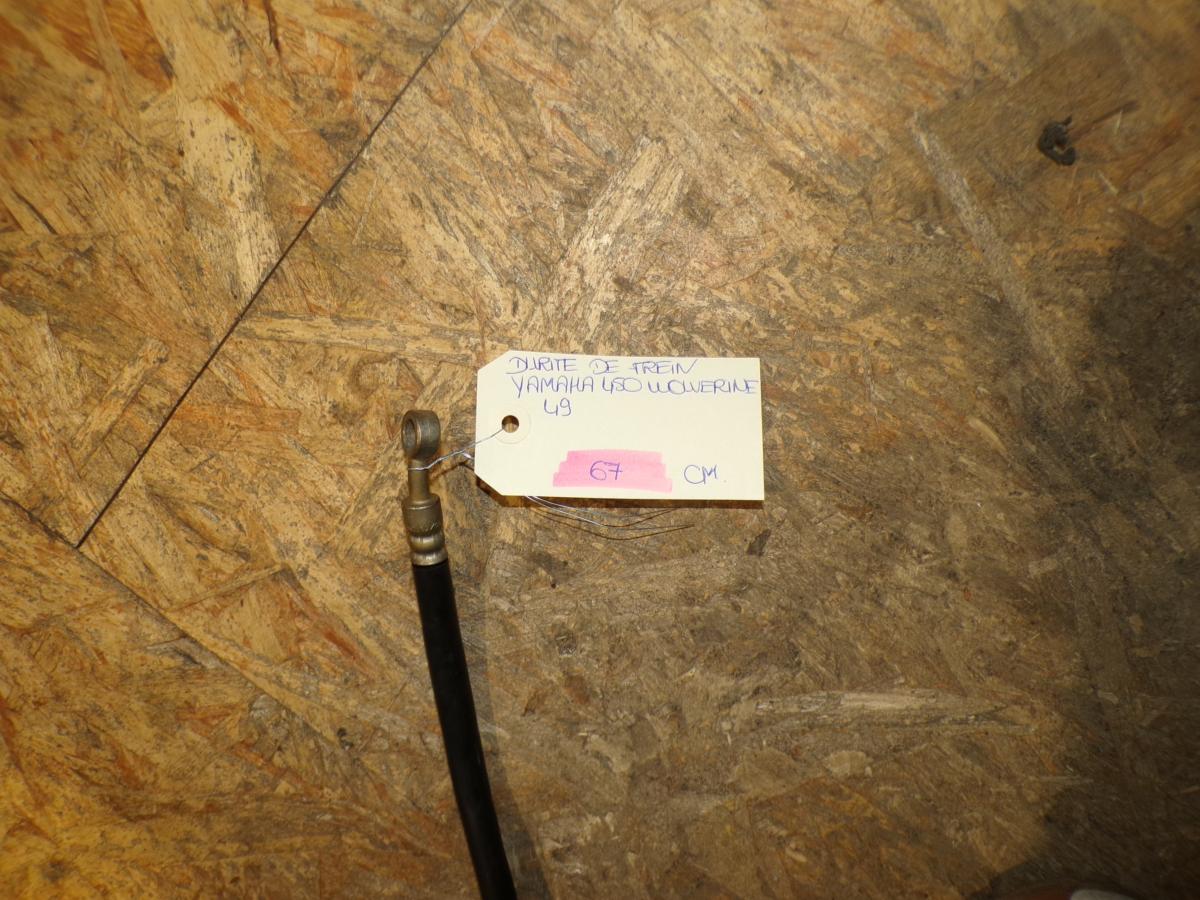 DURITE DE FREIN
YAMAHA 450 WOLVERINE
49
67 CM.